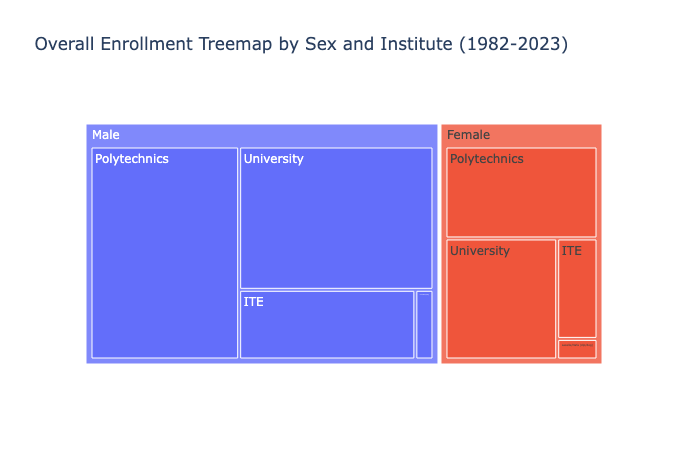 Overall Enrollment Treemap by Sex and Institute (1982-2023)
Male
Female
Polytechnics
University
Polytechnics
University
ITE
ITE